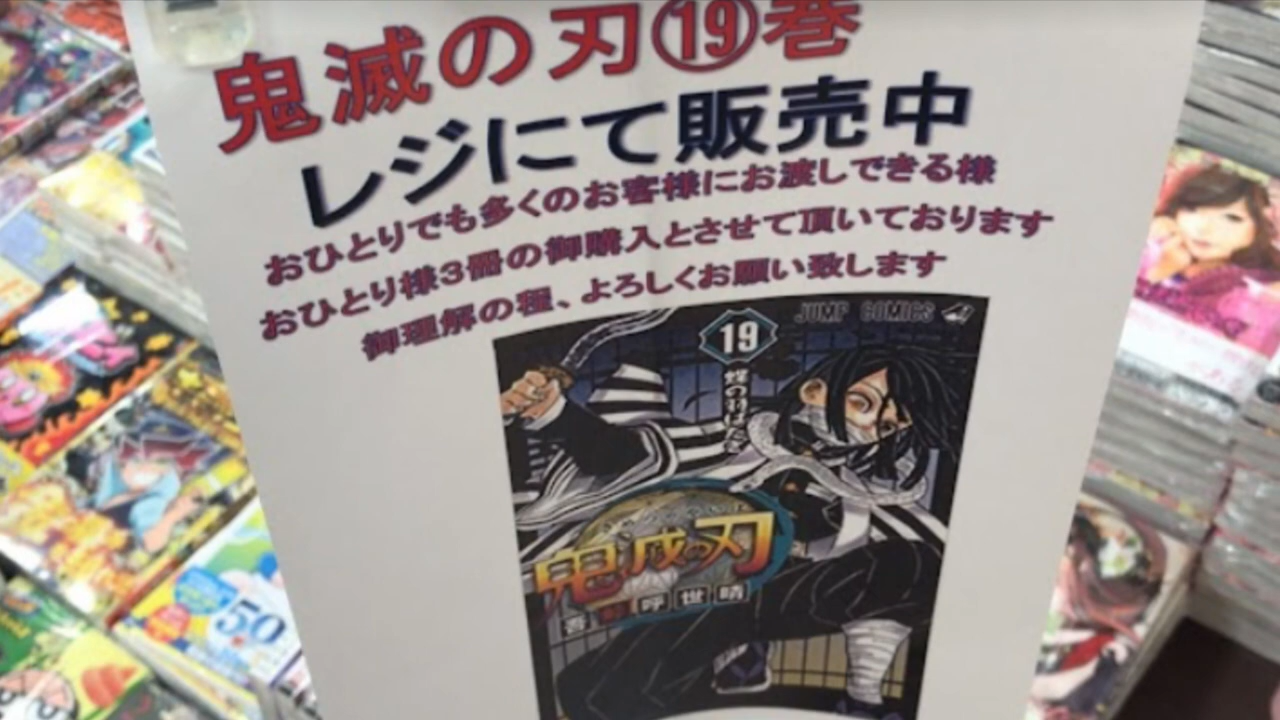 鬼滅の刃⑲巻
レジにて販売中
おひとりでも多くのお客様にお渡しできる様
おひとり様3冊の御購入とさせて頂いております
御理解の程、よろしくお願い致します
19
JUMP COMICS
蝶の羽ばたき
鬼滅の刃
呼世晴
50